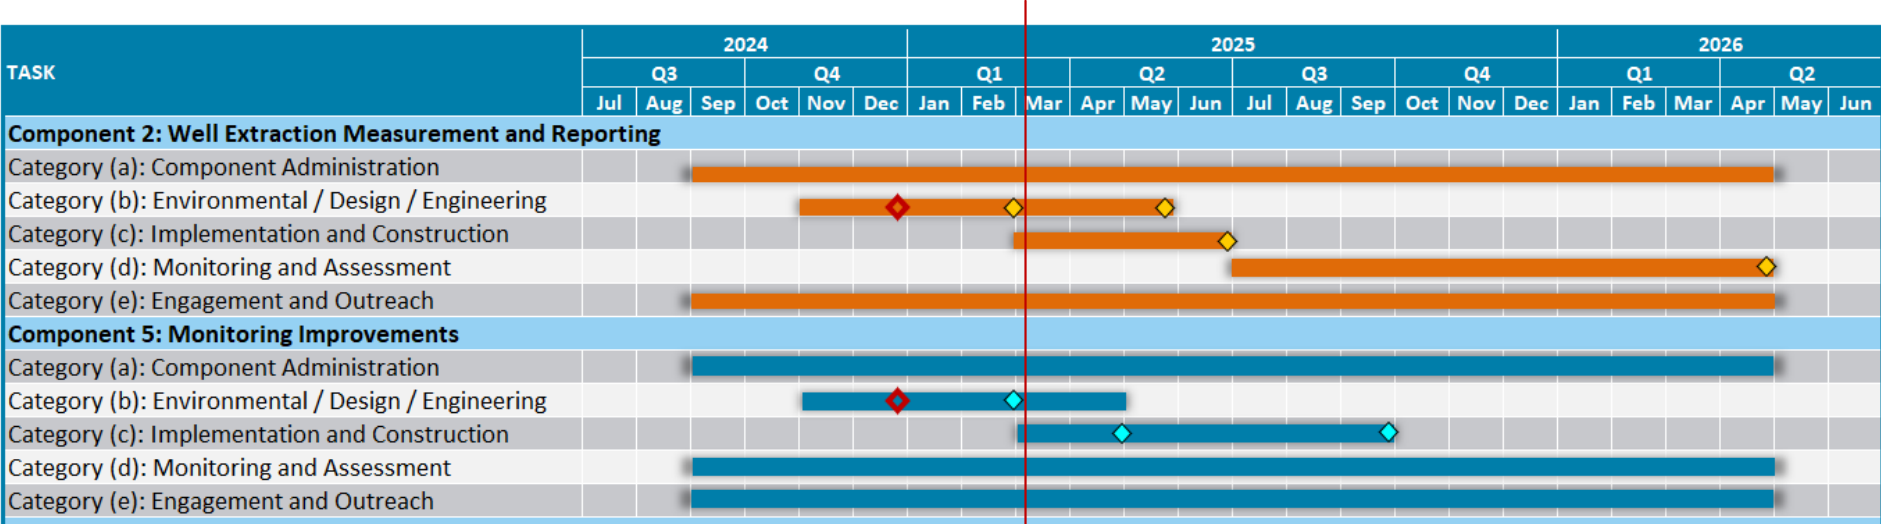 2024 2025 2026
TASK Q3 Q4 Q1 Q2 Q3 Q4 Q1 Q2
Jul Aug Sep Oct Nov Dec Jan Feb Mar Apr May Jun Jul Aug Sep Oct Nov Dec Jan Feb Mar Apr May Jun
Component 2: Well Extraction Measurement and Reporting
Category (a): Component Administration
Category (b): Environmental / Design / Engineering
Category (c): Implementation and Construction
Category (d): Monitoring and Assessment
Category (e): Engagement and Outreach
Component 5: Monitoring Improvements
Category (a): Component Administration
Category (b): Environmental / Design / Engineering
Category (c): Implementation and Construction
Category (d): Monitoring and Assessment
Category (e): Engagement and Outreach